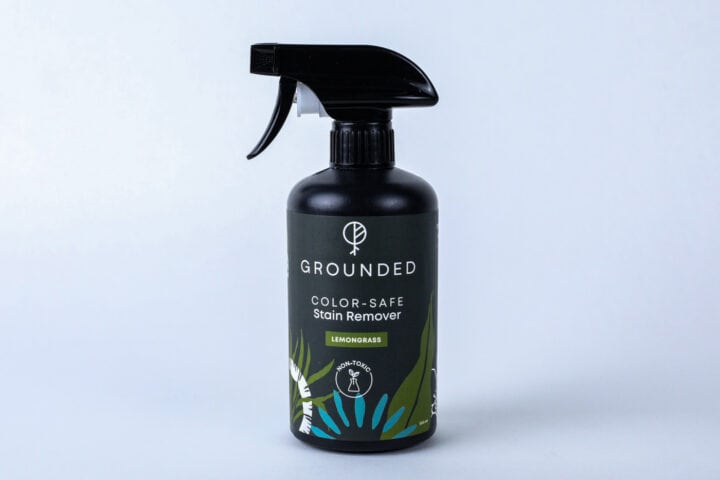 GROUNDED
COLOR-SAFE
Stain Remover
LEMONGRASS
NON-TOXIC